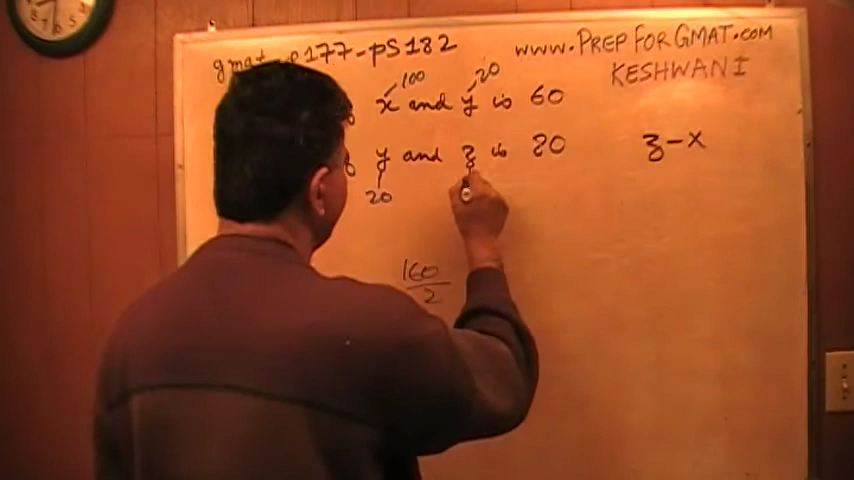 gmat-p177-PS182
www.PrepForGmat.com
KESHWANI
100 20
x and y is 60
y and z is 80
20
z-x
160
2